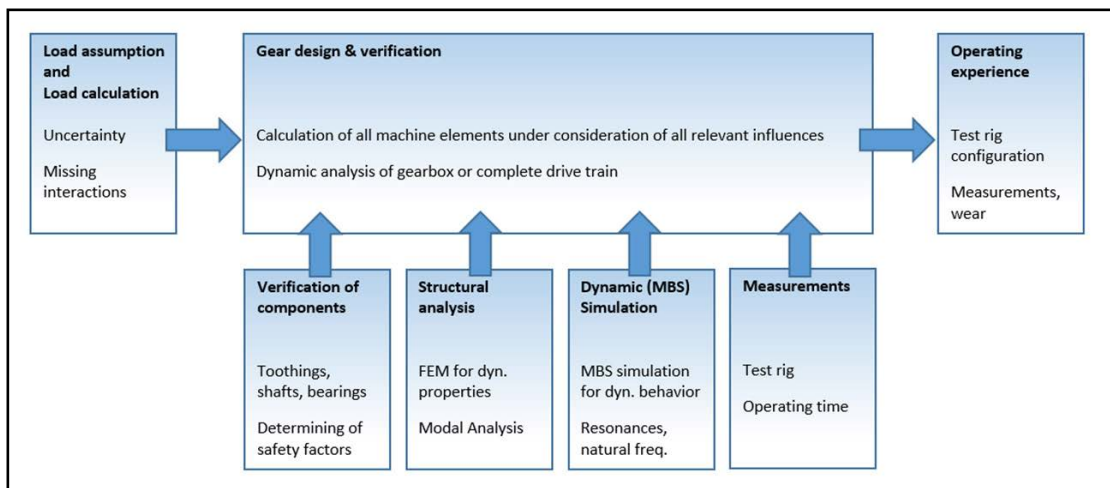 Load assumption
and
Load calculation
Uncertainty
Missing
interactions
Gear design & verification
Calculation of all machine elements under consideration of all relevant influences
Dynamic analysis of gearbox or complete drive train
Operating
experience
Test rig
configuration
Measurements,
wear
Verification of
components
Toothings,
shafts, bearings
Determining of
safety factors
Structural
analysis
FEM for dyn.
properties
Modal Analysis
Dynamic (MBS)
Simulation
MBS simulation
for dyn. behavior
Resonances,
natural freq.
Measurements
Test rig
Operating time